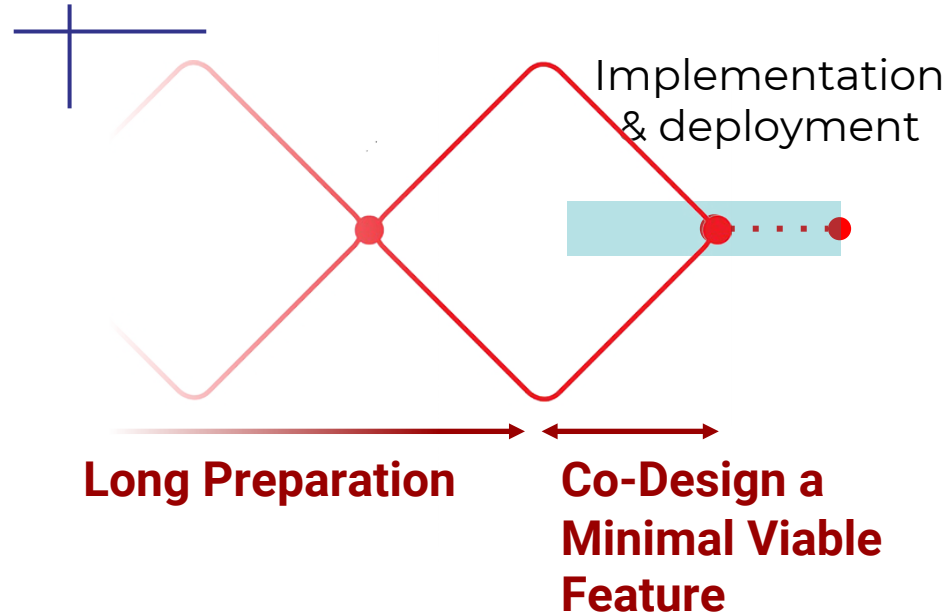 Implementation
& deployment
Long Preparation
Co-Design a
Minimal Viable
Feature